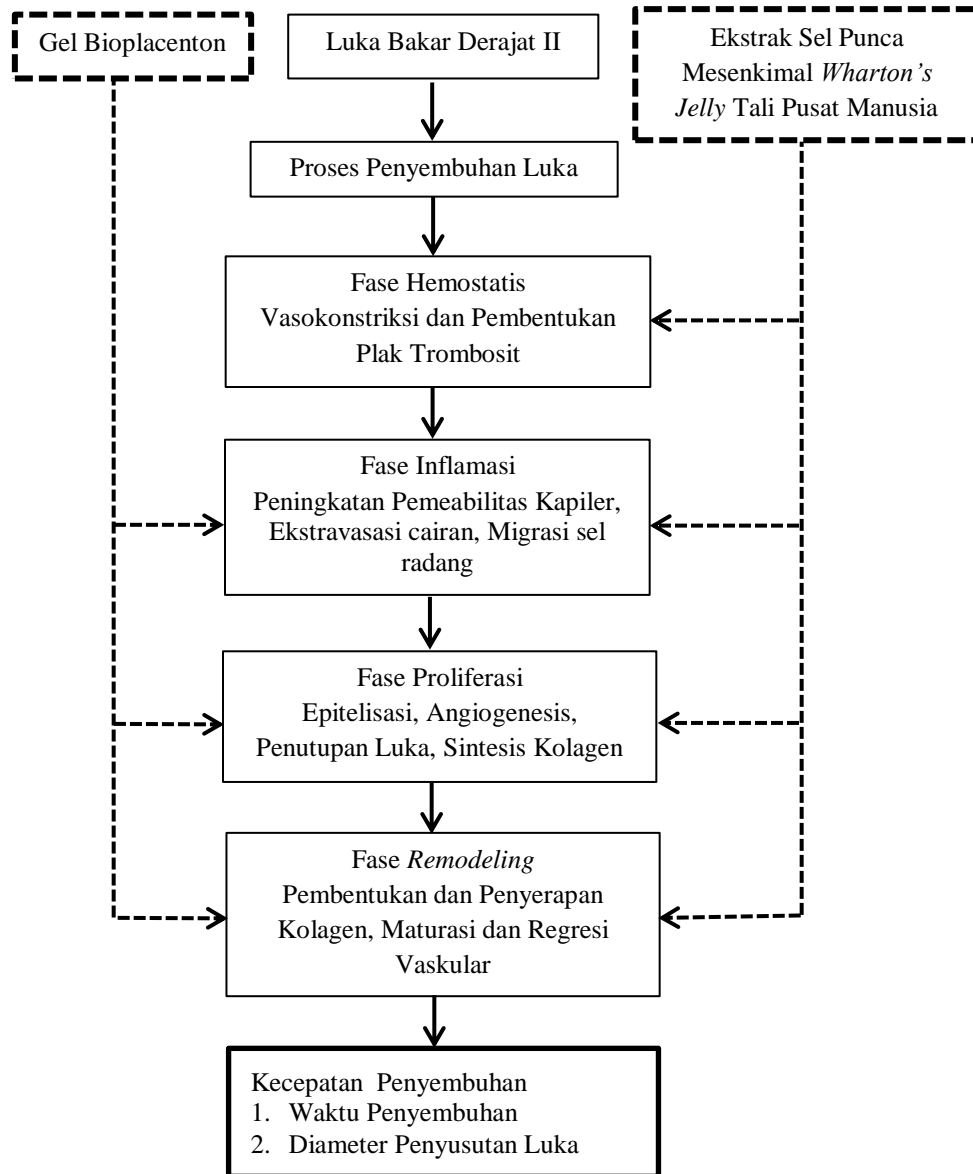 Gel Bioplacenton
Luka Bakar Derajat II
Ekstrak Sel Punca
Mesenkimal Wharton's
Jelly Tali Pusat Manusia
Proses Penyembuhan Luka
Fase Hemostatis
Vasokonstriksi dan Pembentukan
Plak Trombosit
Fase Inflamasi
Peningkatan Pemeabilitas Kapiler,
Ekstravasasi cairan, Migrasi sel
radang
Fase Proliferasi
Epitelisasi, Angiogenesis,
Penutupan Luka, Sintesis Kolagen
Fase Remodeling
Pembentukan dan Penyerapan
Kolagen, Maturasi dan Regresi
Vaskular
Kecepatan Penyembuhan
1. Waktu Penyembuhan
2. Diameter Penyusutan Luka